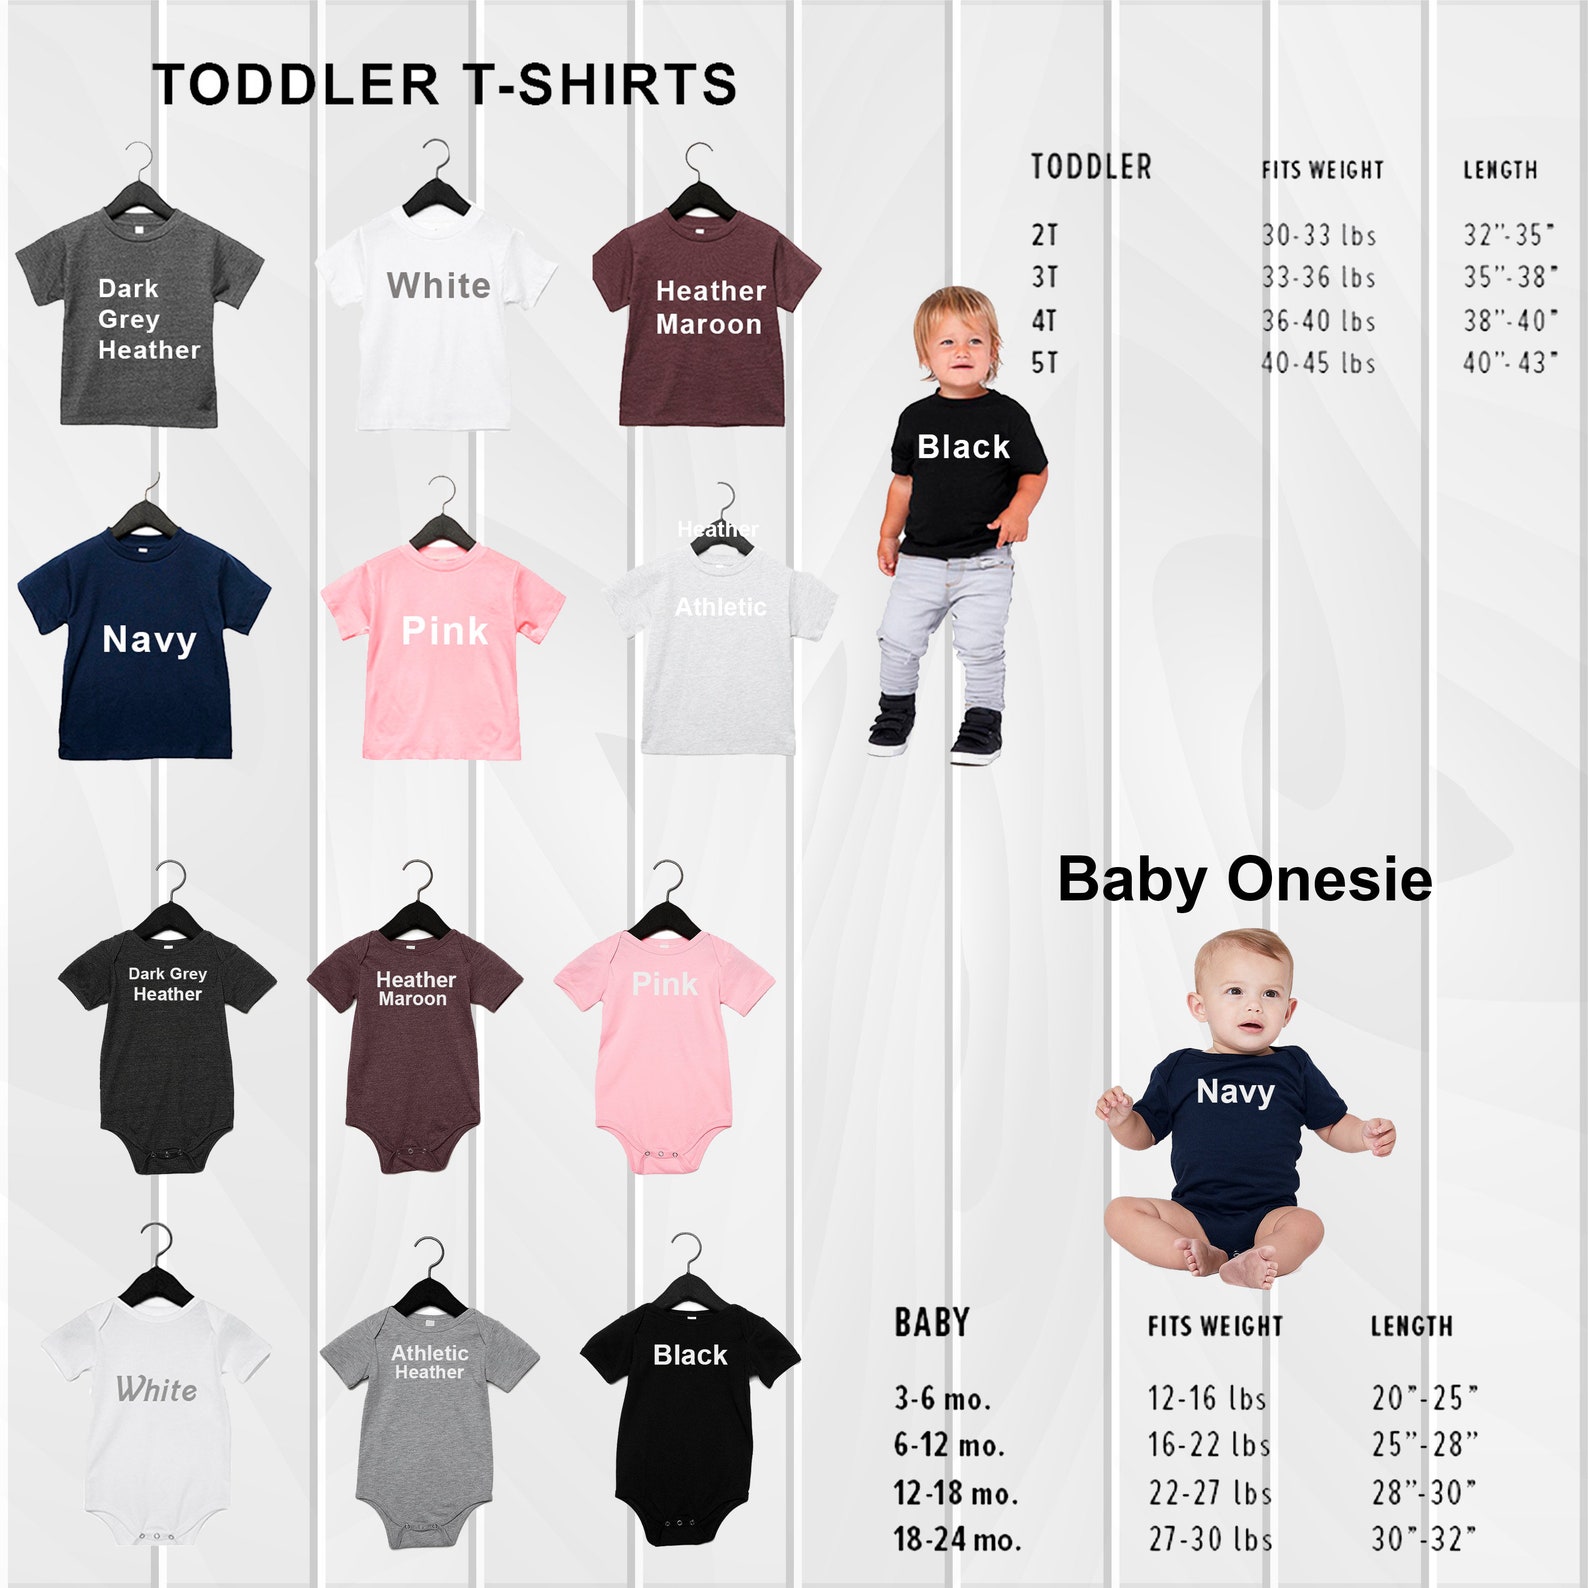 TODDLER T-SHIRTS
TODDLER FITS WEIGHT LENGTH
2T 30-33 lbs 32"-35"
3T 33-36 lbs 35"-38"
4T 36-40 lbs 38"-40"
5T 40-45 lbs 40"-43"
Dark
Grey
Heather
White
Heather
Maroon
Black
Navy
Pink
Heather
Athletic
Baby Onesie
Dark Grey
Heather
Heather
Maroon
Pink
Navy
White
Athletic
Heather
Black
BABY FITS WEIGHT LENGTH
3-6 mo. 12-16 lbs 20"-25"
6-12 mo. 16-22 lbs 25"-28"
12-18 mo. 22-27 lbs 28"-30"
18-24 mo. 27-30 lbs 30"-32"